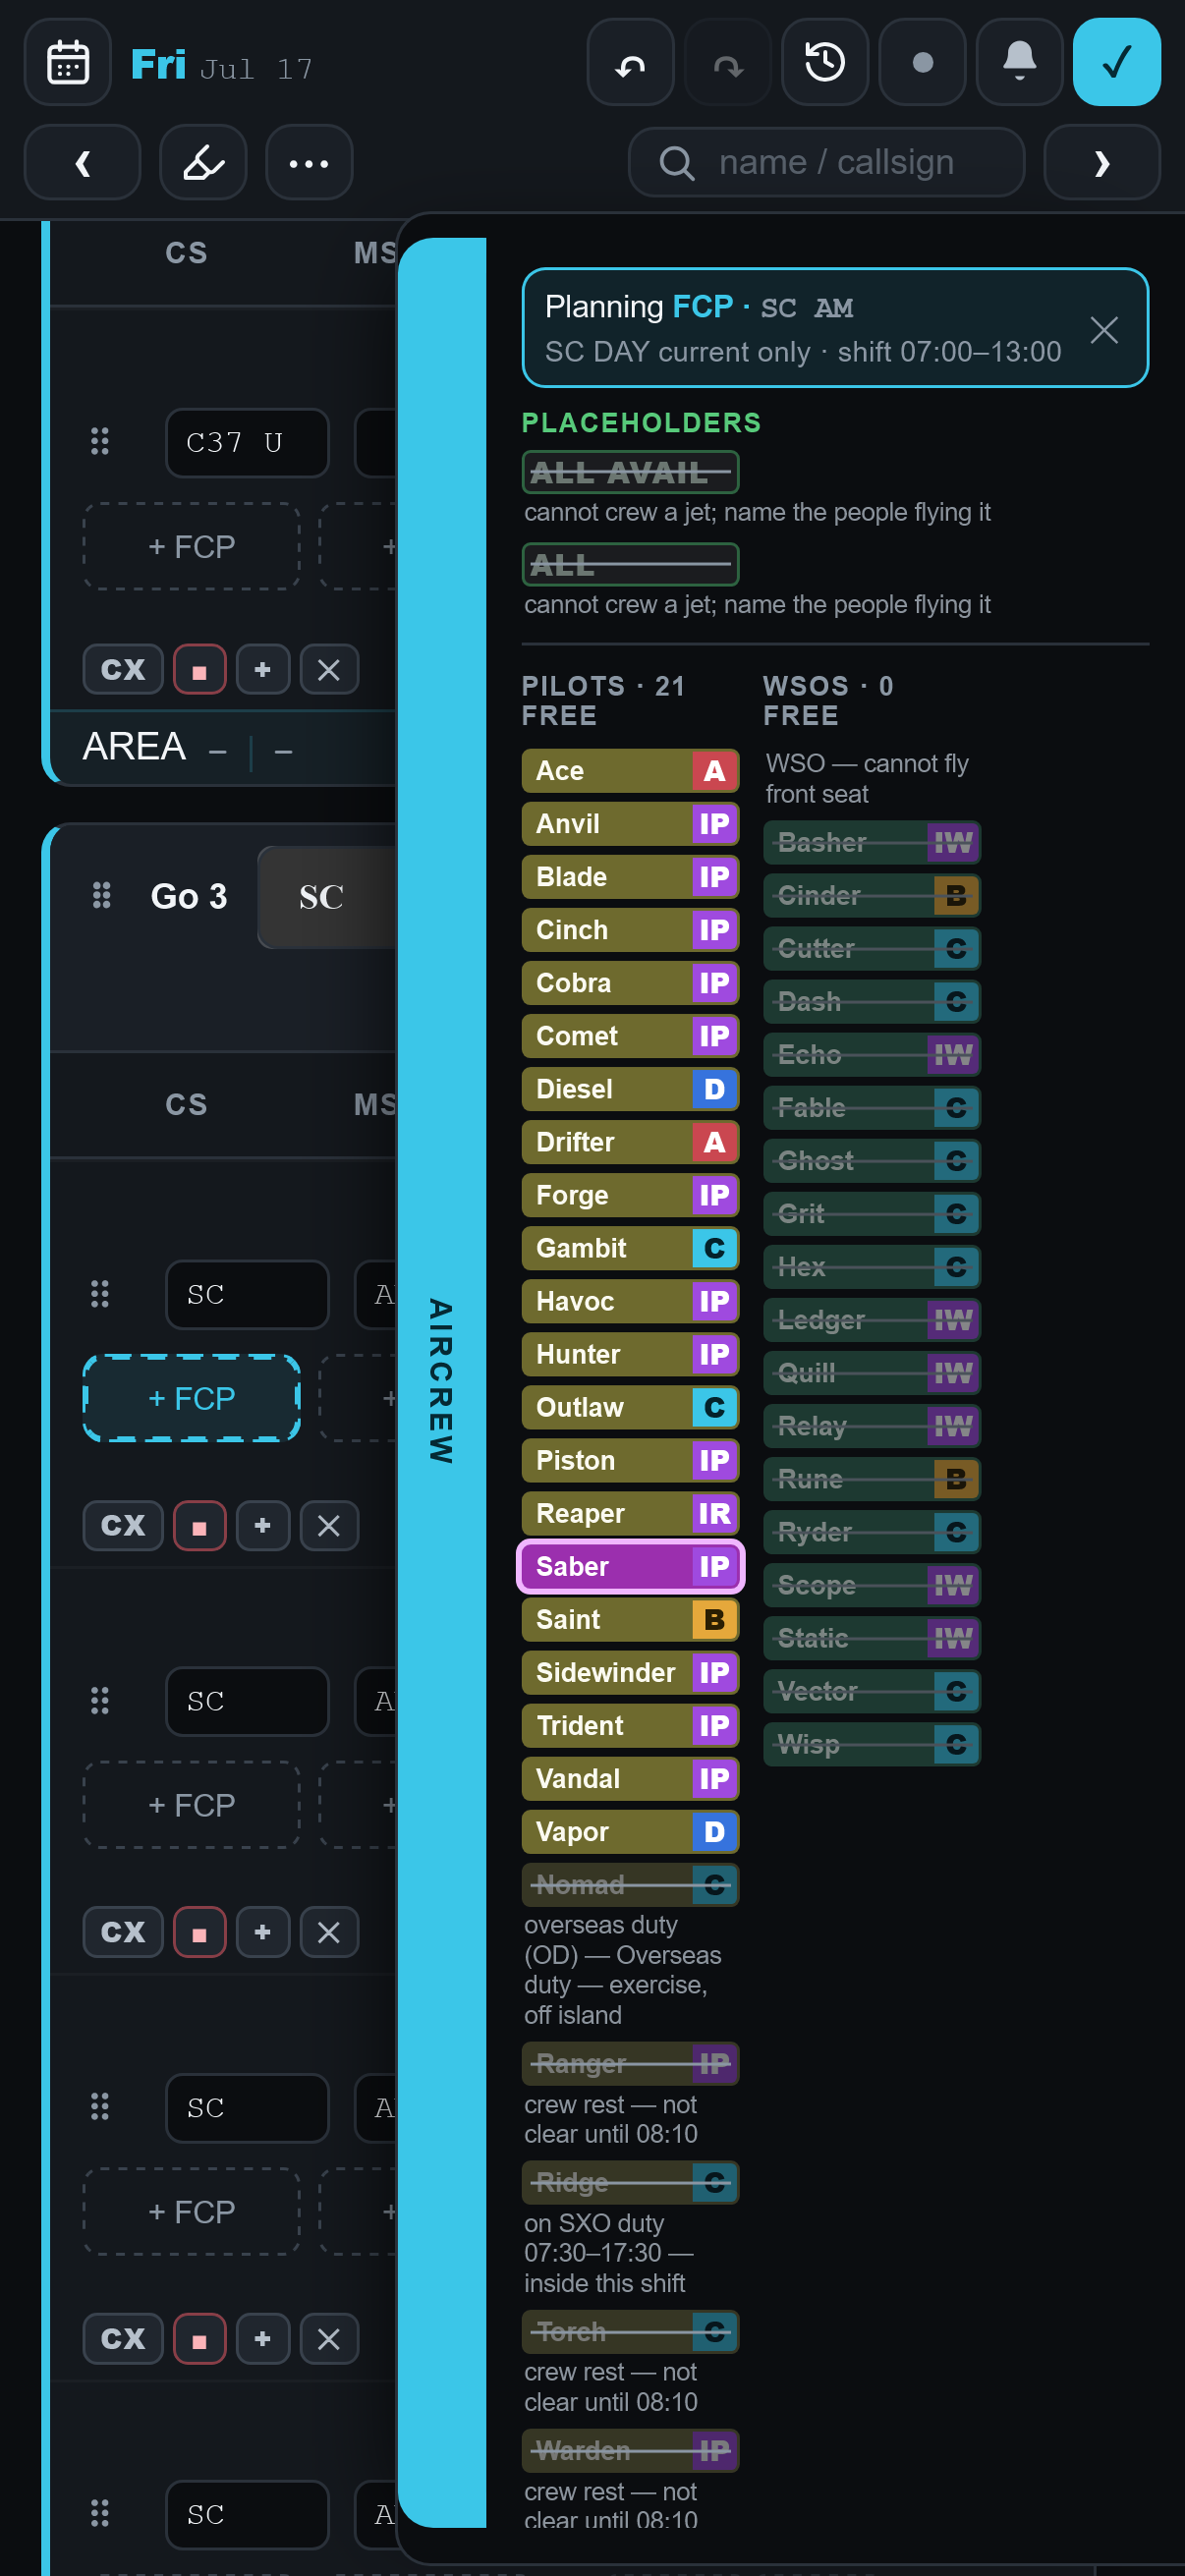 Fri Jul 17
name / callsign
CS
MS
C37 U
+ FCP
+
CX
+
AREA – | –
Go 3
SC
CS
MS
SC
A
+ FCP
+
CX
+
SC
A
+ FCP
+
CX
+
SC
A
+ FCP
+
CX
+
SC
A
AIRCREW
Planning FCP · SC AM
SC DAY current only · shift 07:00–13:00
PLACEHOLDERS
ALL AVAIL
cannot crew a jet; name the people flying it
ALL
cannot crew a jet; name the people flying it
PILOTS · 21
FREE
Ace A
Anvil IP
Blade IP
Cinch IP
Cobra IP
Comet IP
Diesel D
Drifter A
Forge IP
Gambit C
Havoc IP
Hunter IP
Outlaw C
Piston IP
Reaper IR
Saber IP
Saint B
Sidewinder IP
Trident IP
Vandal IP
Vapor D
Nomad C
overseas duty
(OD) — Overseas
duty — exercise,
off island
Ranger IP
crew rest — not
clear until 08:10
Ridge C
on SXO duty
07:30–17:30 —
inside this shift
Torch C
crew rest — not
clear until 08:10
Warden IP
crew rest — not
clear until 08:10
WSOS · 0
FREE
WSO — cannot fly
front seat
Basher IW
Cinder B
Cutter C
Dash C
Echo IW
Fable C
Ghost C
Grit C
Hex C
Ledger IW
Quill IW
Relay IW
Rune B
Ryder C
Scope IW
Static IW
Vector C
Wisp C